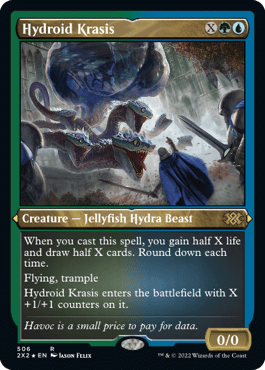 Hydroid Krasis X
Creature — Jellyfish Hydra Beast
When you cast this spell, you gain half X life
and draw half X cards. Round down each
time.
Flying, trample
Hydroid Krasis enters the battlefield with X
+1/+1 counters on it.
Havoc is a small price to pay for data.
0/0
506 R
2X2 ★ EN Jason Felix
™ & © 2022 Wizards of the Coast